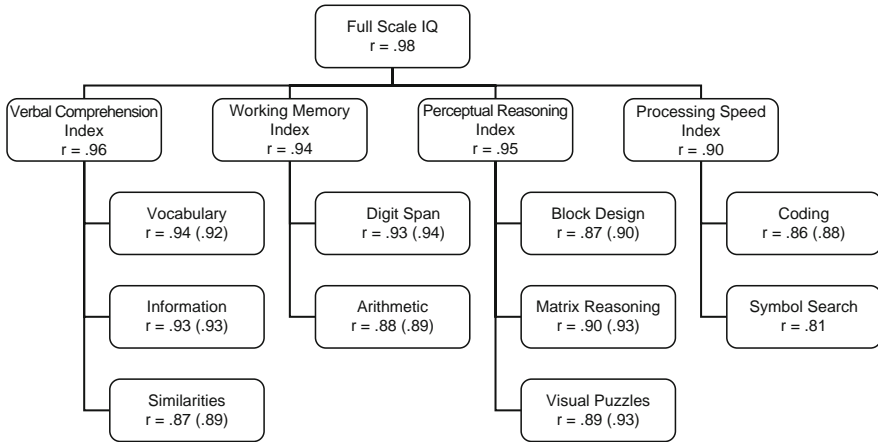 Full Scale IQ
r = .98
Verbal Comprehension
Index
r = .96
Working Memory
Index
r = .94
Perceptual Reasoning
Index
r = .95
Processing Speed
Index
r = .90
Vocabulary
r = .94 (.92)
Digit Span
r = .93 (.94)
Block Design
r = .87 (.90)
Coding
r = .86 (.88)
Information
r = .93 (.93)
Arithmetic
r = .88 (.89)
Matrix Reasoning
r = .90 (.93)
Symbol Search
r = .81
Similarities
r = .87 (.89)
Visual Puzzles
r = .89 (.93)